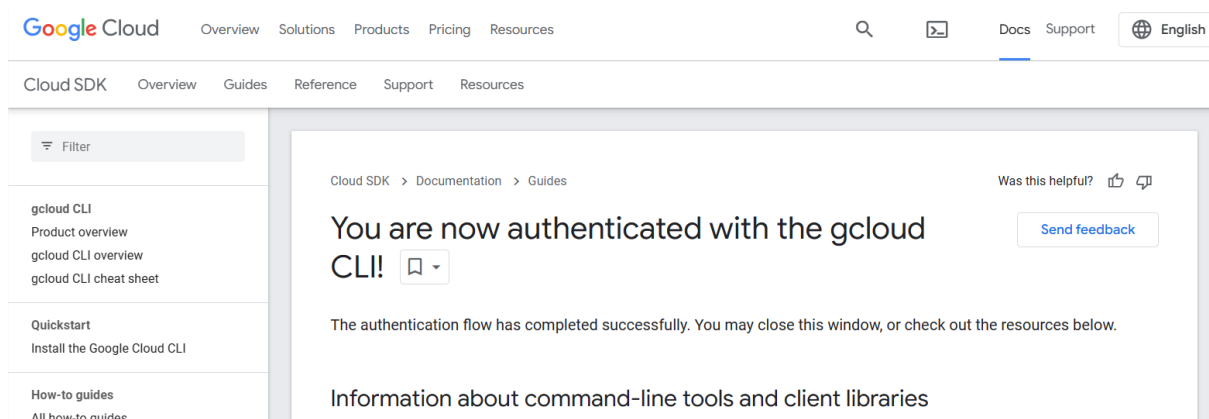 Google Cloud Overview Solutions Products Pricing Resources Docs Support English
Cloud SDK Overview Guides Reference Support Resources
Filter
gcloud CLI
Product overview
gcloud CLI overview
gcloud CLI cheat sheet
Quickstart
Install the Google Cloud CLI
How-to guides
All how-to guides
Cloud SDK > Documentation > Guides
Was this helpful?
You are now authenticated with the gcloud
CLI!
Send feedback
The authentication flow has completed successfully. You may close this window, or check out the resources below.
Information about command-line tools and client libraries